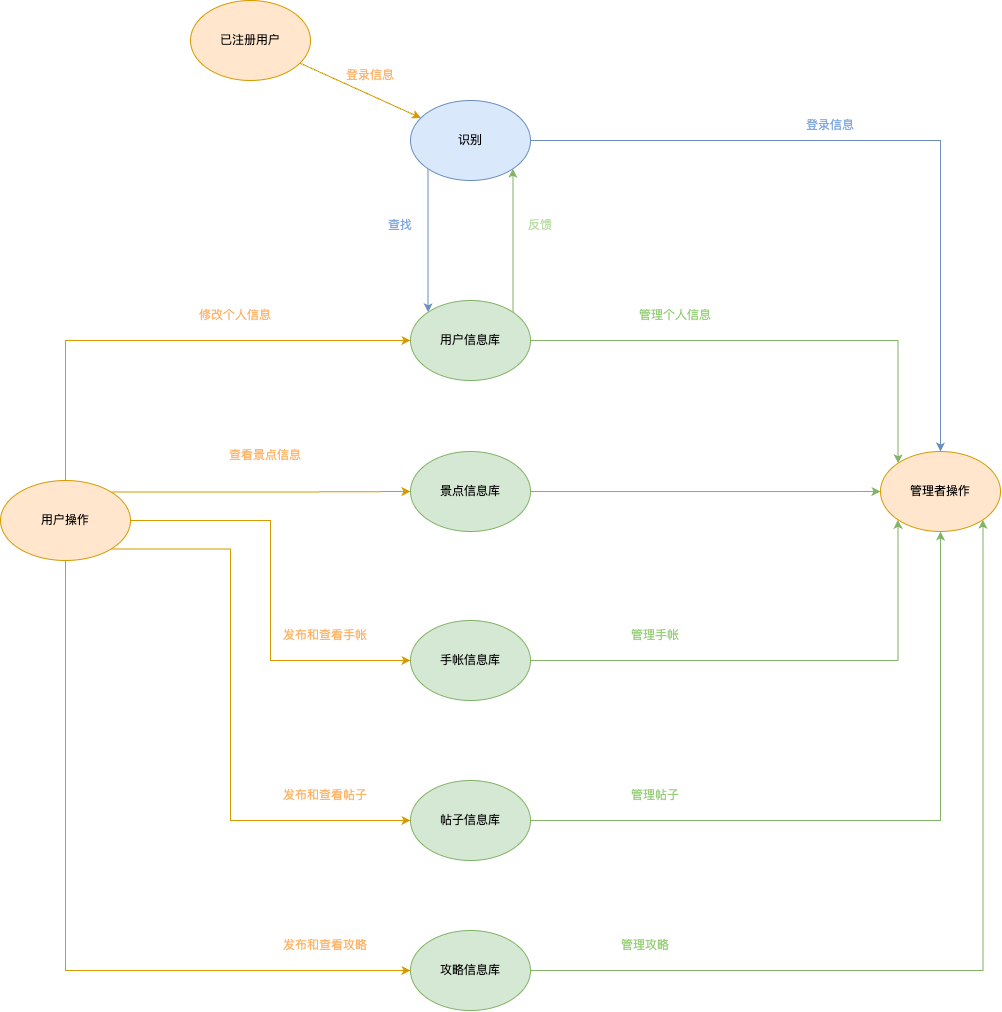 已注册用户
登录信息
登录信息
识别
查找
反馈
修改个人信息
管理个人信息
用户信息库
查看景点信息
景点信息库
管理者操作
用户操作
发布和查看手帐
管理手帐
手帐信息库
发布和查看帖子
管理帖子
帖子信息库
发布和查看攻略
管理攻略
攻略信息库